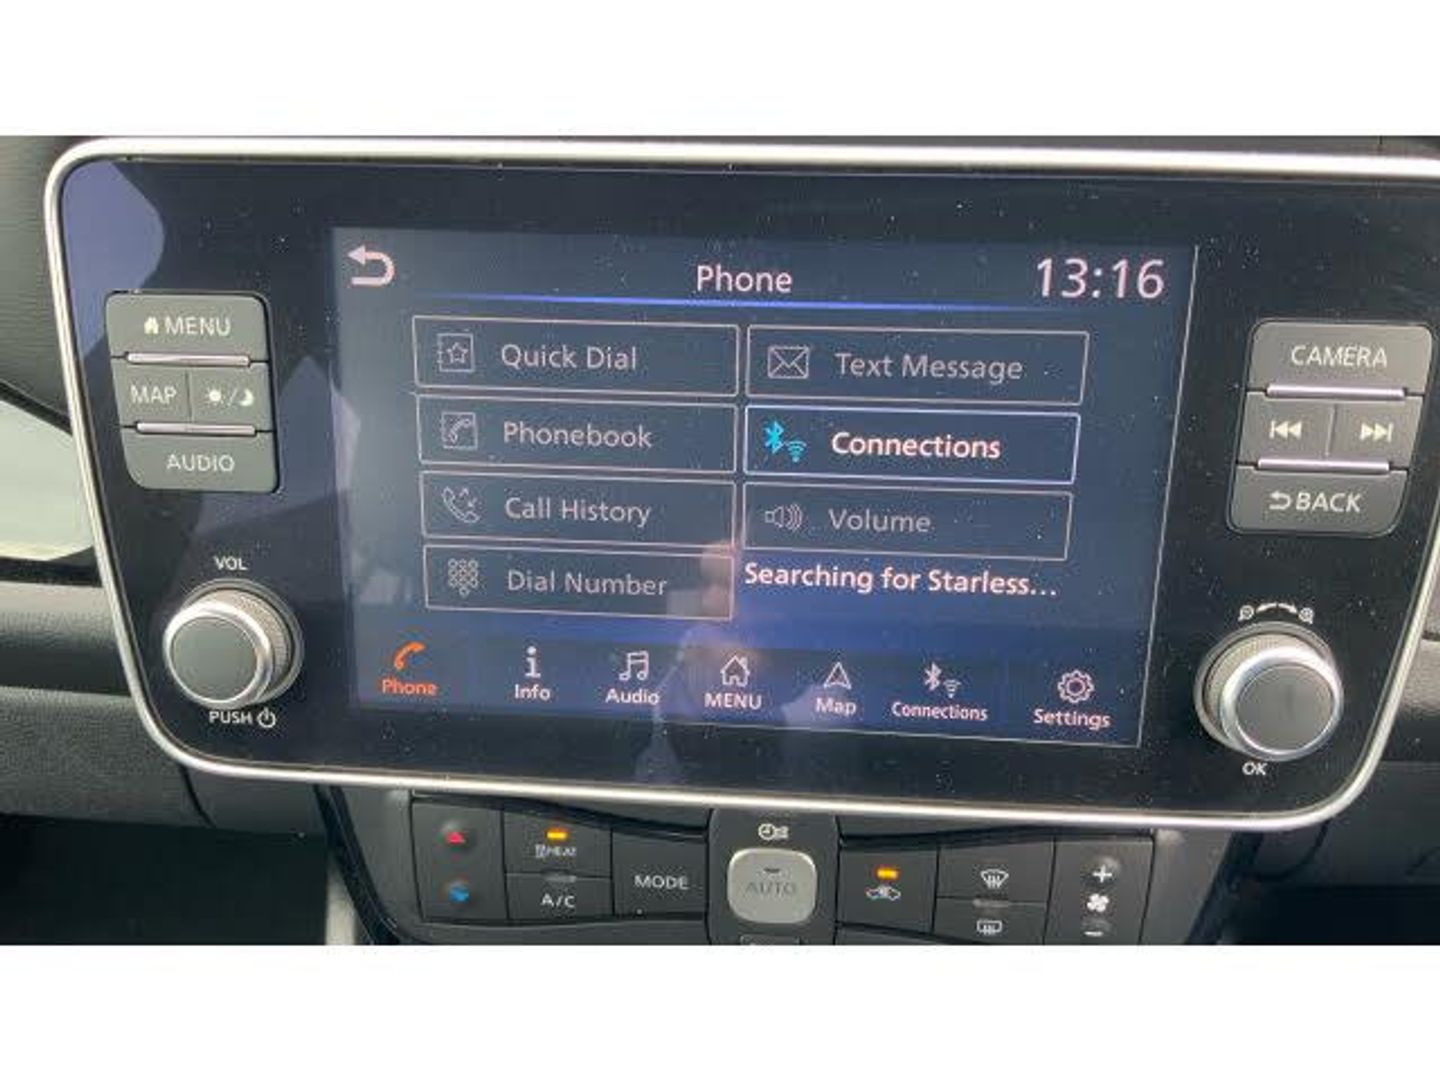 Phone
13:16
MENU
MAP
AUDIO
VOL
PUSH
Quick Dial
Phonebook
Call History
Dial Number
Text Message
Connections
Volume
Searching for Starless...
Phone
Info
Audio
MENU
Map
Connections
Settings
CAMERA
BACK
OK
HEAT
A/C
MODE
AUTO
+
-